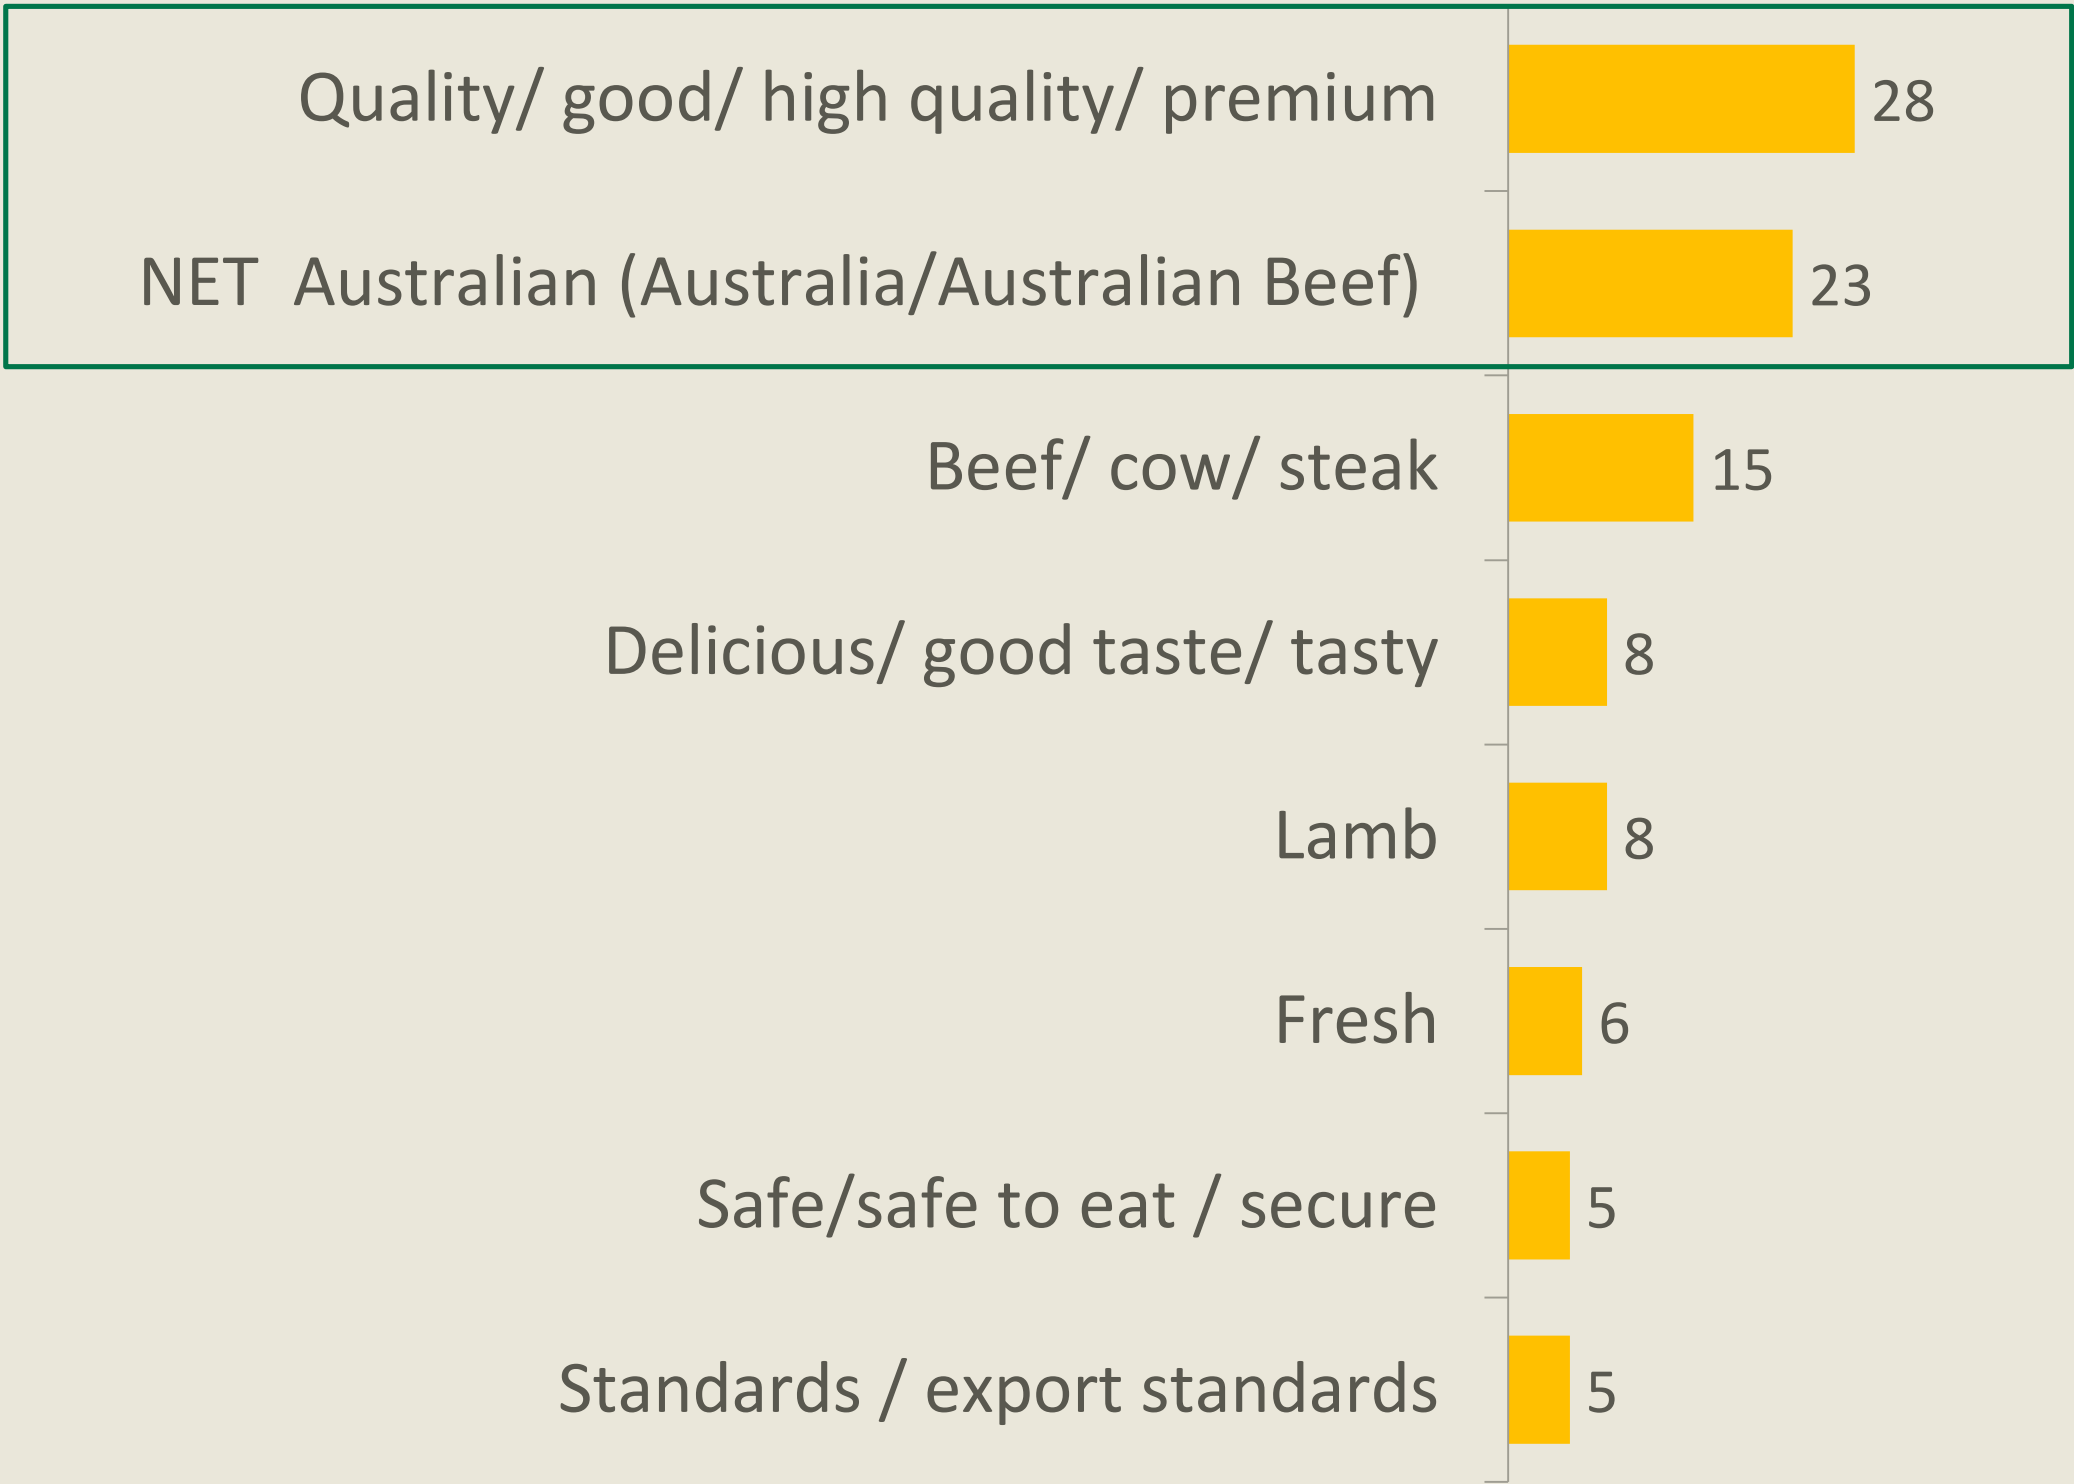 Quality/ good/ high quality/ premium 28
NET  Australian (Australia/Australian Beef) 23
Beef/ cow/ steak 15
Delicious/ good taste/ tasty 8
Lamb 8
Fresh 6
Safe/safe to eat / secure 5
Standards / export standards 5